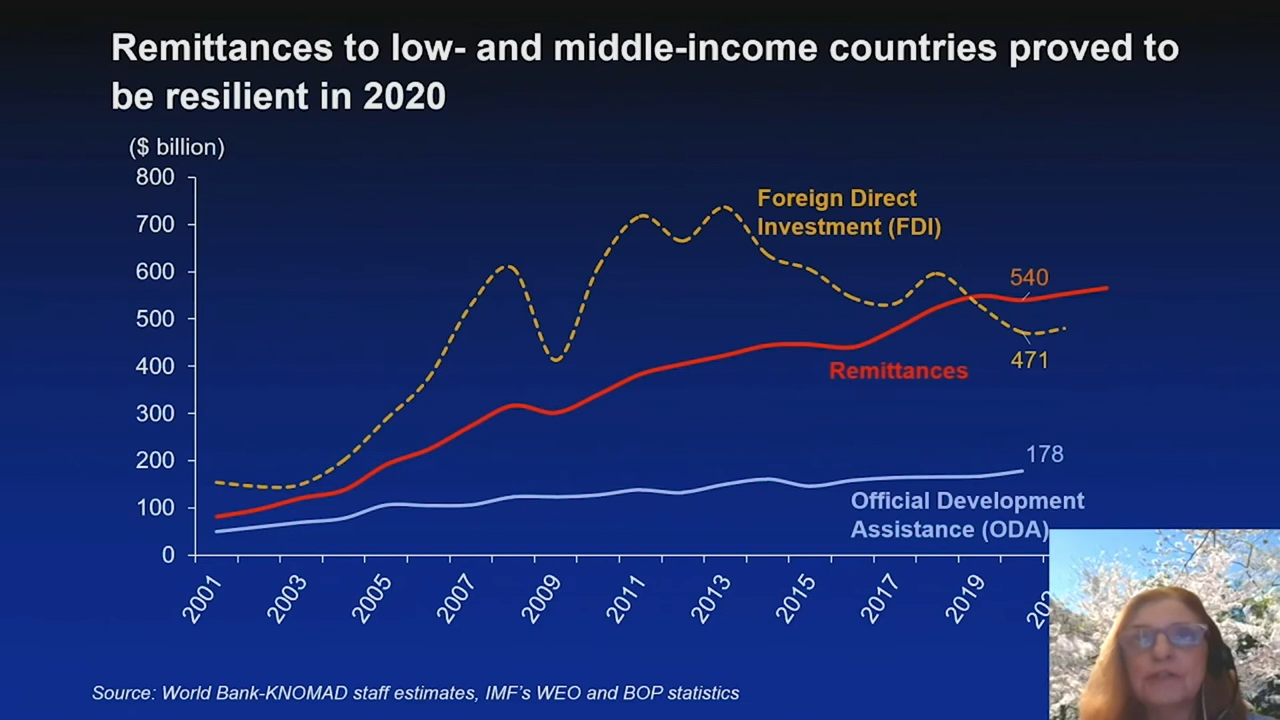 Remittances to low- and middle-income countries proved to
be resilient in 2020
($ billion)
800
700
600
500
400
300
200
100
0
Foreign Direct
Investment (FDI)
540
471
Remittances
178
Official Development
Assistance (ODA)
2001
2003
2005
2007
2009
2011
2013
2015
2017
2019
Source: World Bank-KNOMAD staff estimates, IMF's WEO and BOP statistics